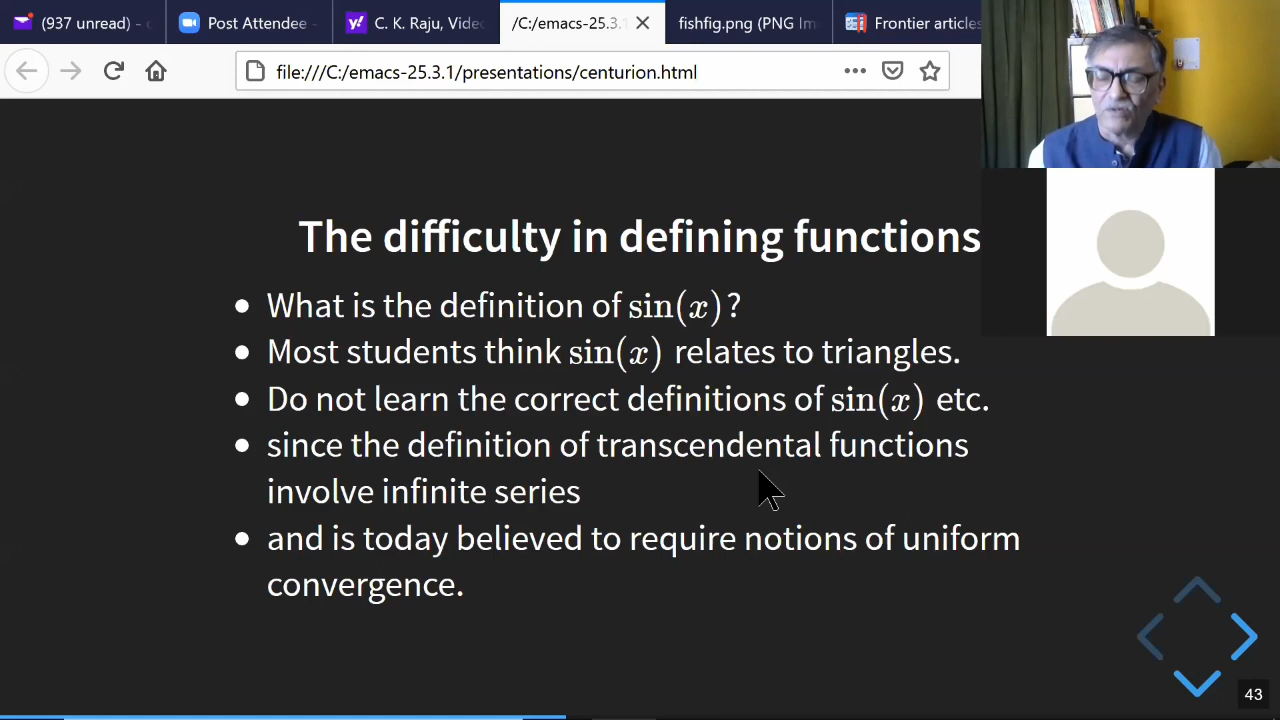 (937 unread) - c
Post Attendee -
C. K. Raju, Vide
/C:/emacs-25.3.1
fishfig.png (PNG Im
Frontier articles
file:///C:/emacs-25.3.1/presentations/centurion.html
The difficulty in defining functions
What is the definition of sin(x)?
Most students think sin(x) relates to triangles.
Do not learn the correct definitions of sin(x) etc.
since the definition of transcendental functions
involve infinite series
and is today believed to require notions of uniform
convergence.
43